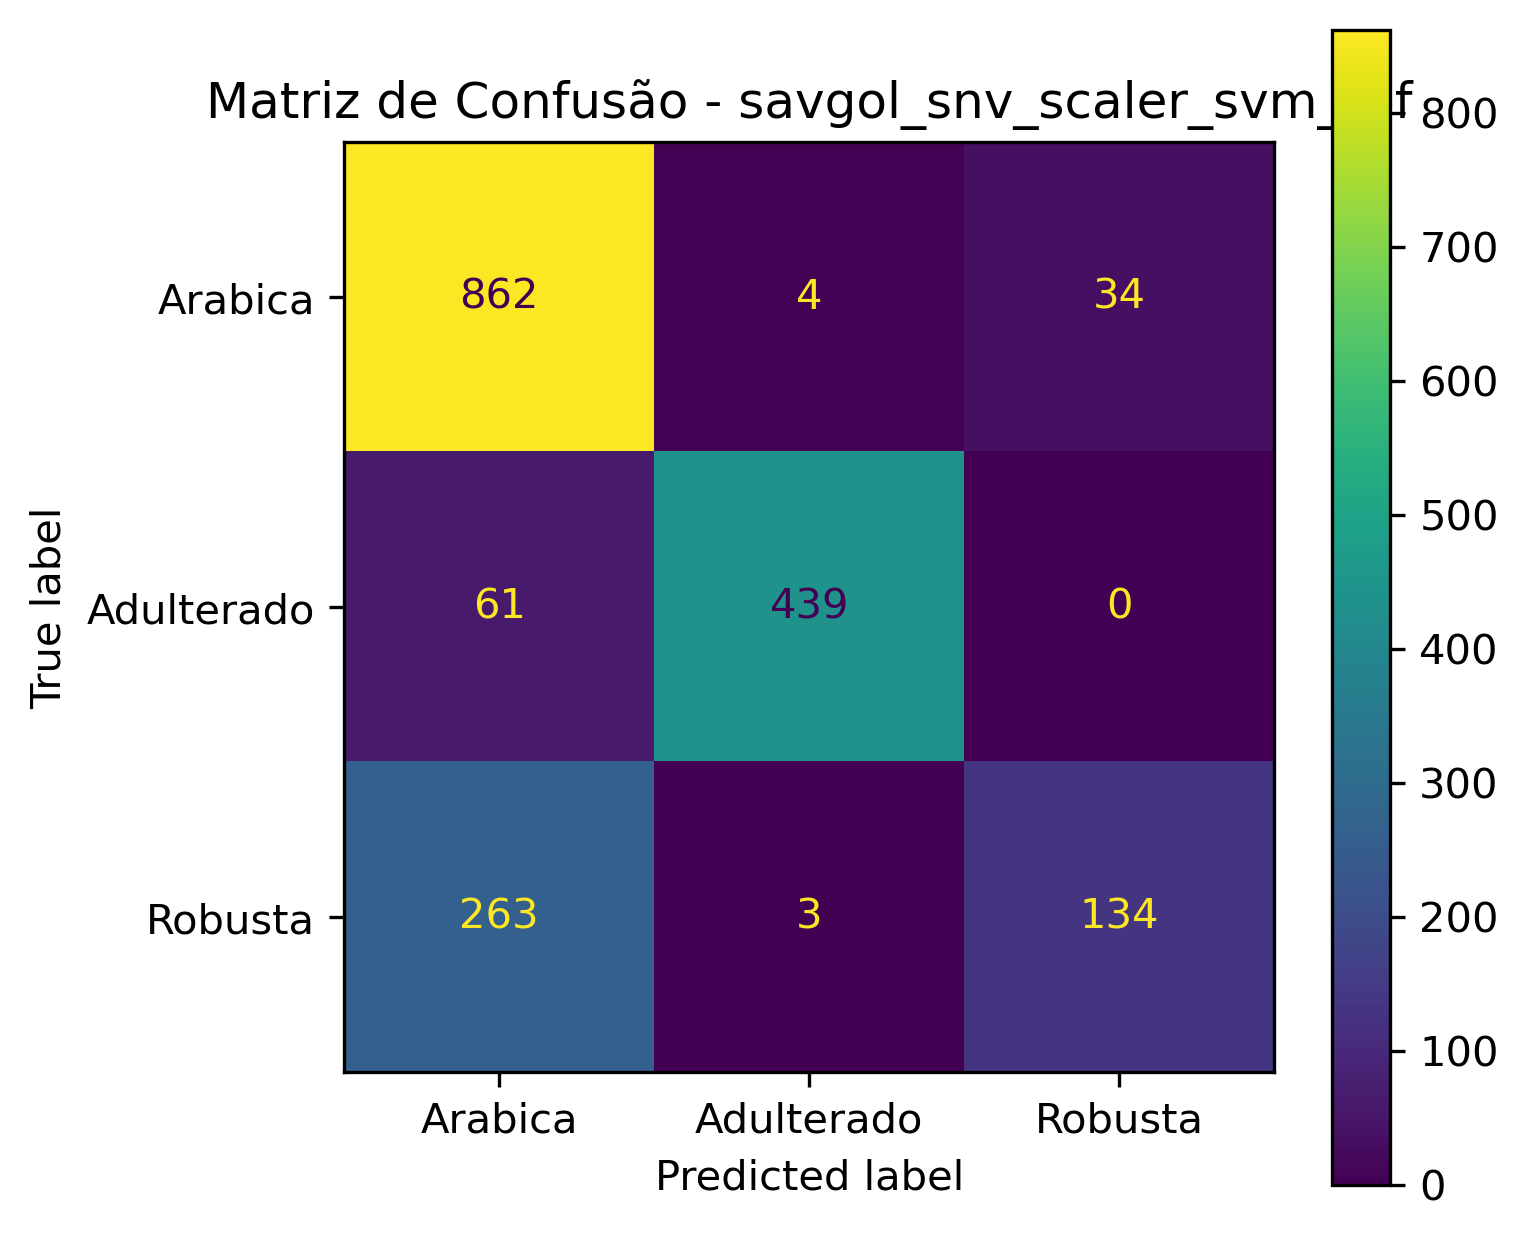 Matriz de Confusão - savgol_snv_scaler_svm_
Arabica 862 4 34
Adulterado 61 439 0
Robusta 263 3 134
Arabica Adulterado Robusta
Predicted label
True label
800
700
600
500
400
300
200
100
0